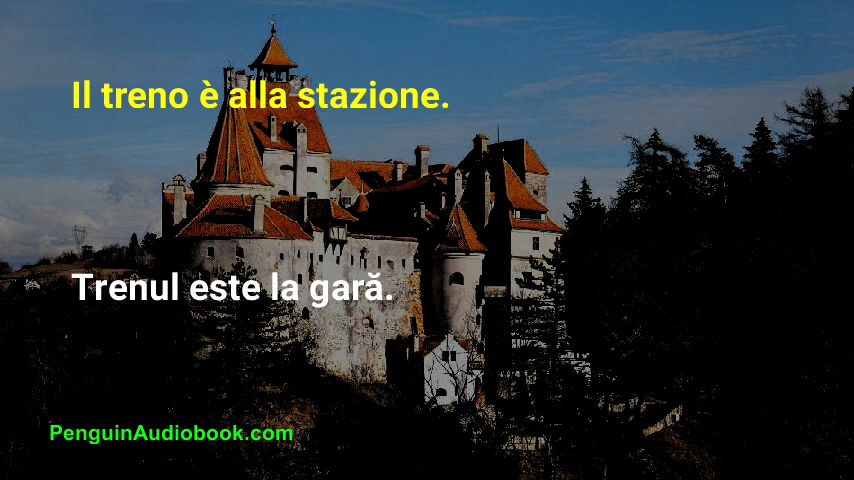 Il treno è alla stazione.
Trenul este la gară.
PenguinAudiobook.com